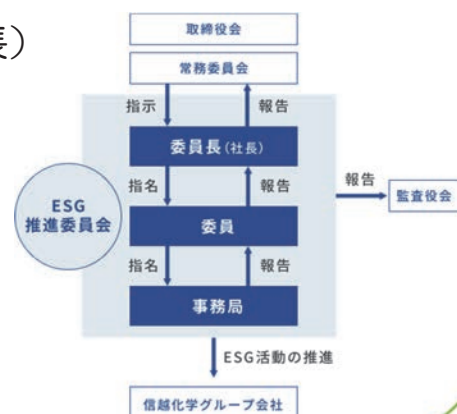 長）
取締役会
常務委員会
指示
報告
委員長（社長）
指名
報告
報告
監査役会
ESG
推進委員会
委員
指名
報告
事務局
ESG活動の推進
信越化学グループ会社